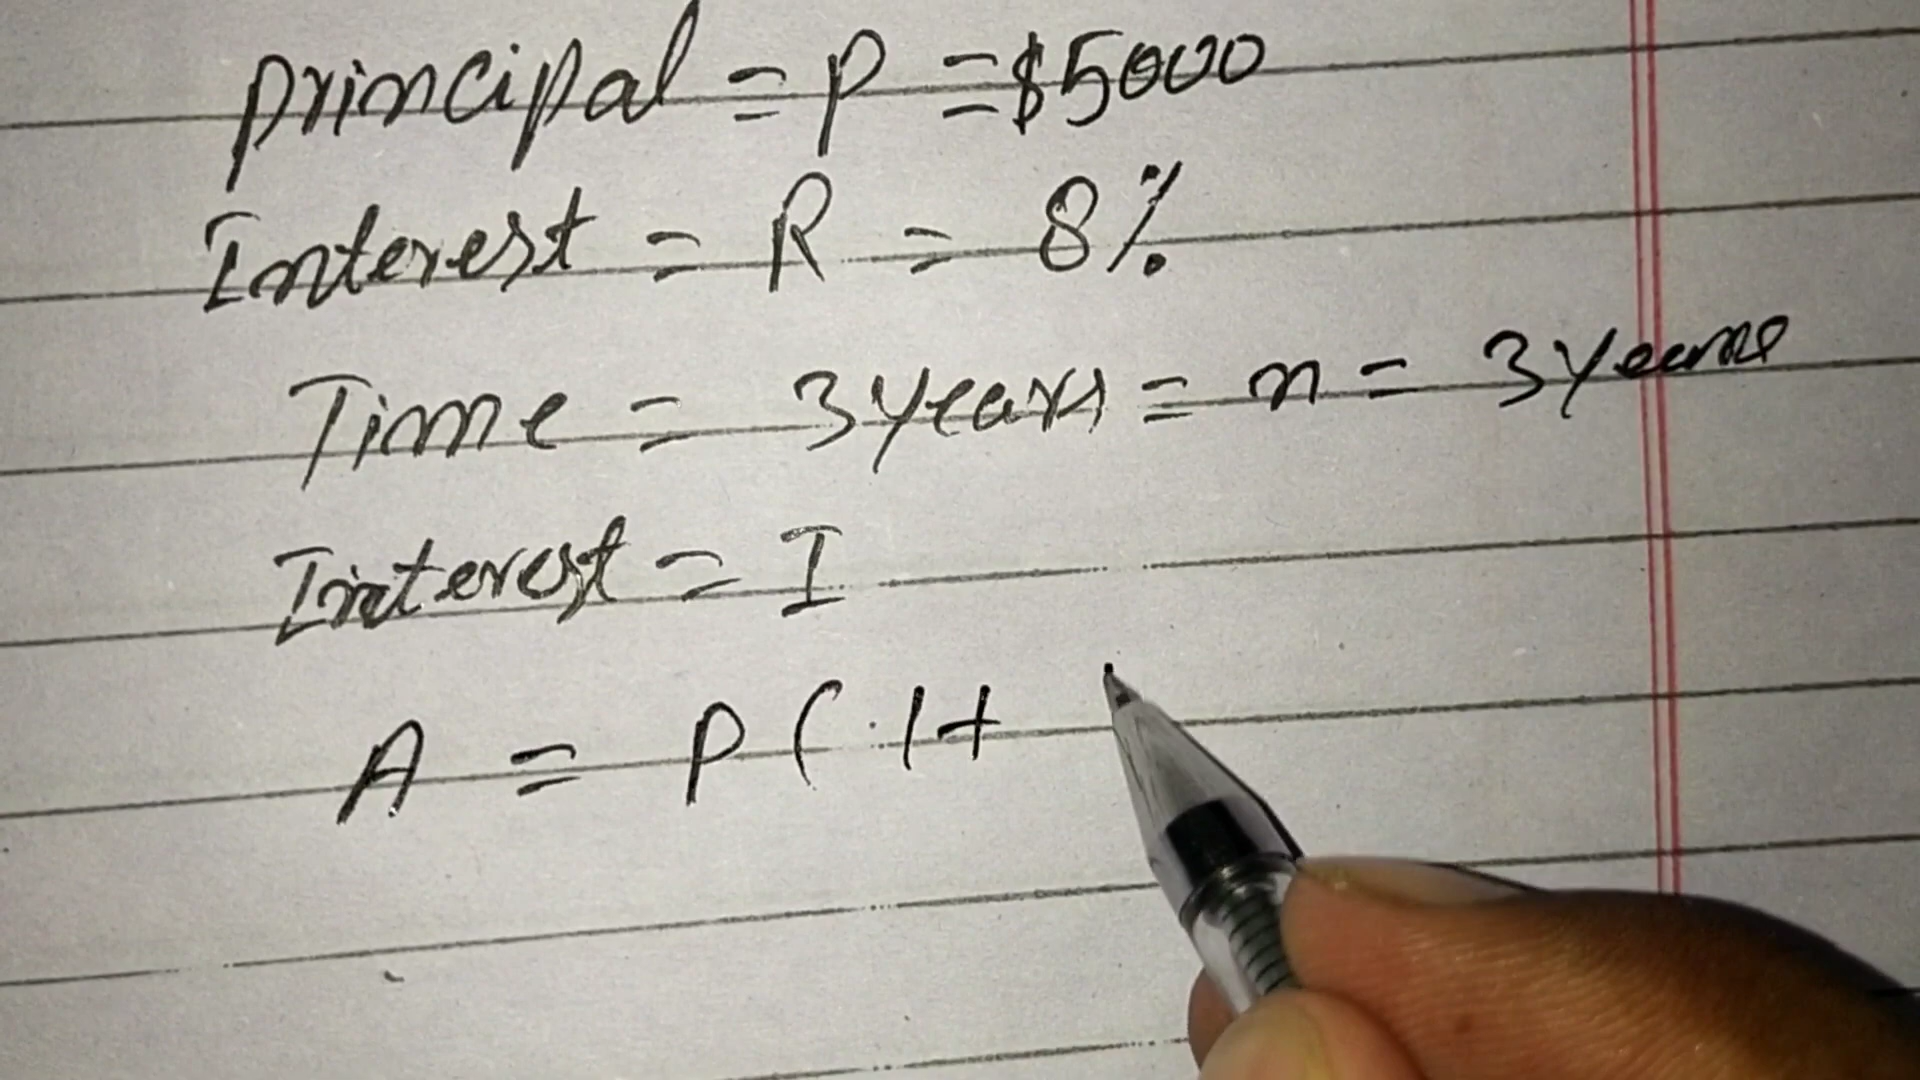 principal = P = $5000
Interest = R = 8%
Time = 3 years = n = 3 years
Interest = I
A = P ( 1+